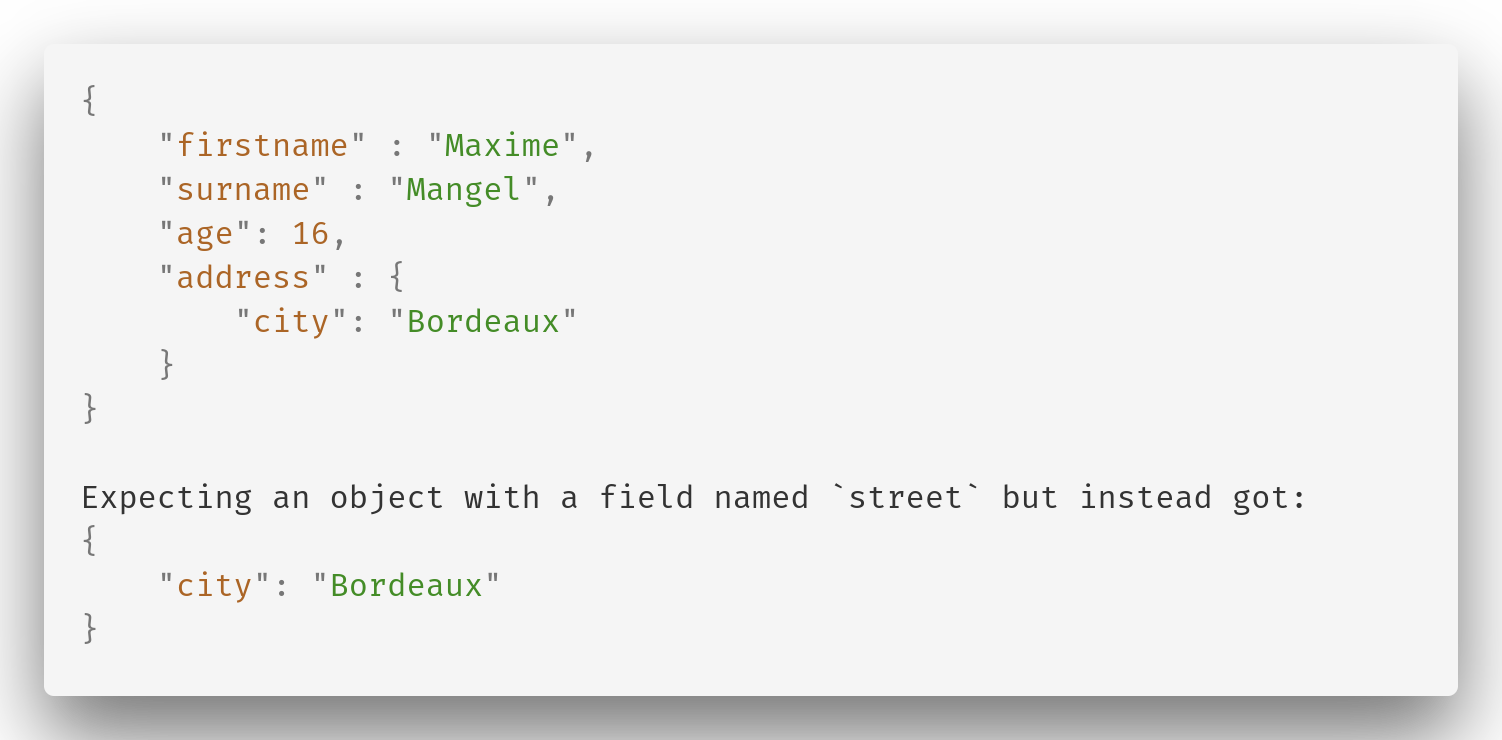 {
    "firstname" : "Maxime",
    "surname" : "Mangel",
    "age": 16,
    "address" : {
        "city": "Bordeaux"
    }
}

Expecting an object with a field named `street` but instead got:
{
    "city": "Bordeaux"
}